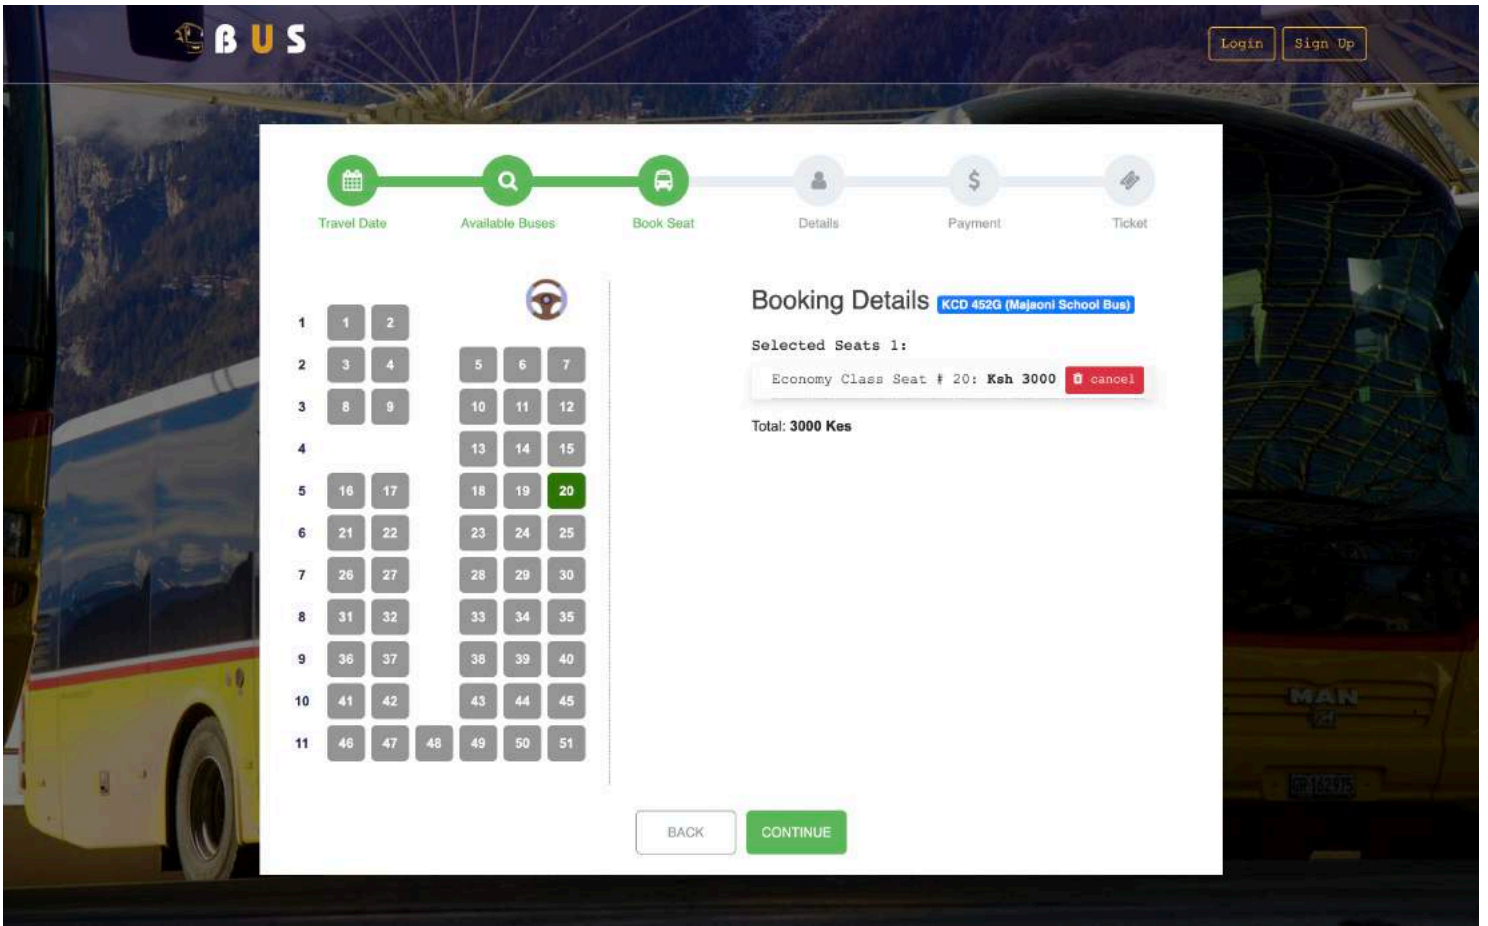 BUS
Login Sign Up
Travel Date Available Buses Book Seat Details Payment Ticket
Booking Details KCD 452G (Majaoni School Bus)
Selected Seats 1:
Economy Class Seat # 20: Ksh 3000 cancel
Total: 3000 Kes
1 1 2
2 3 4 5 6 7
3 8 9 10 11 12
4 13 14 15
5 16 17 18 19 20
6 21 22 23 24 25
7 26 27 28 29 30
8 31 32 33 34 35
9 36 37 38 39 40
10 41 42 43 44 45
11 46 47 48 49 50 51
BACK CONTINUE
MAN